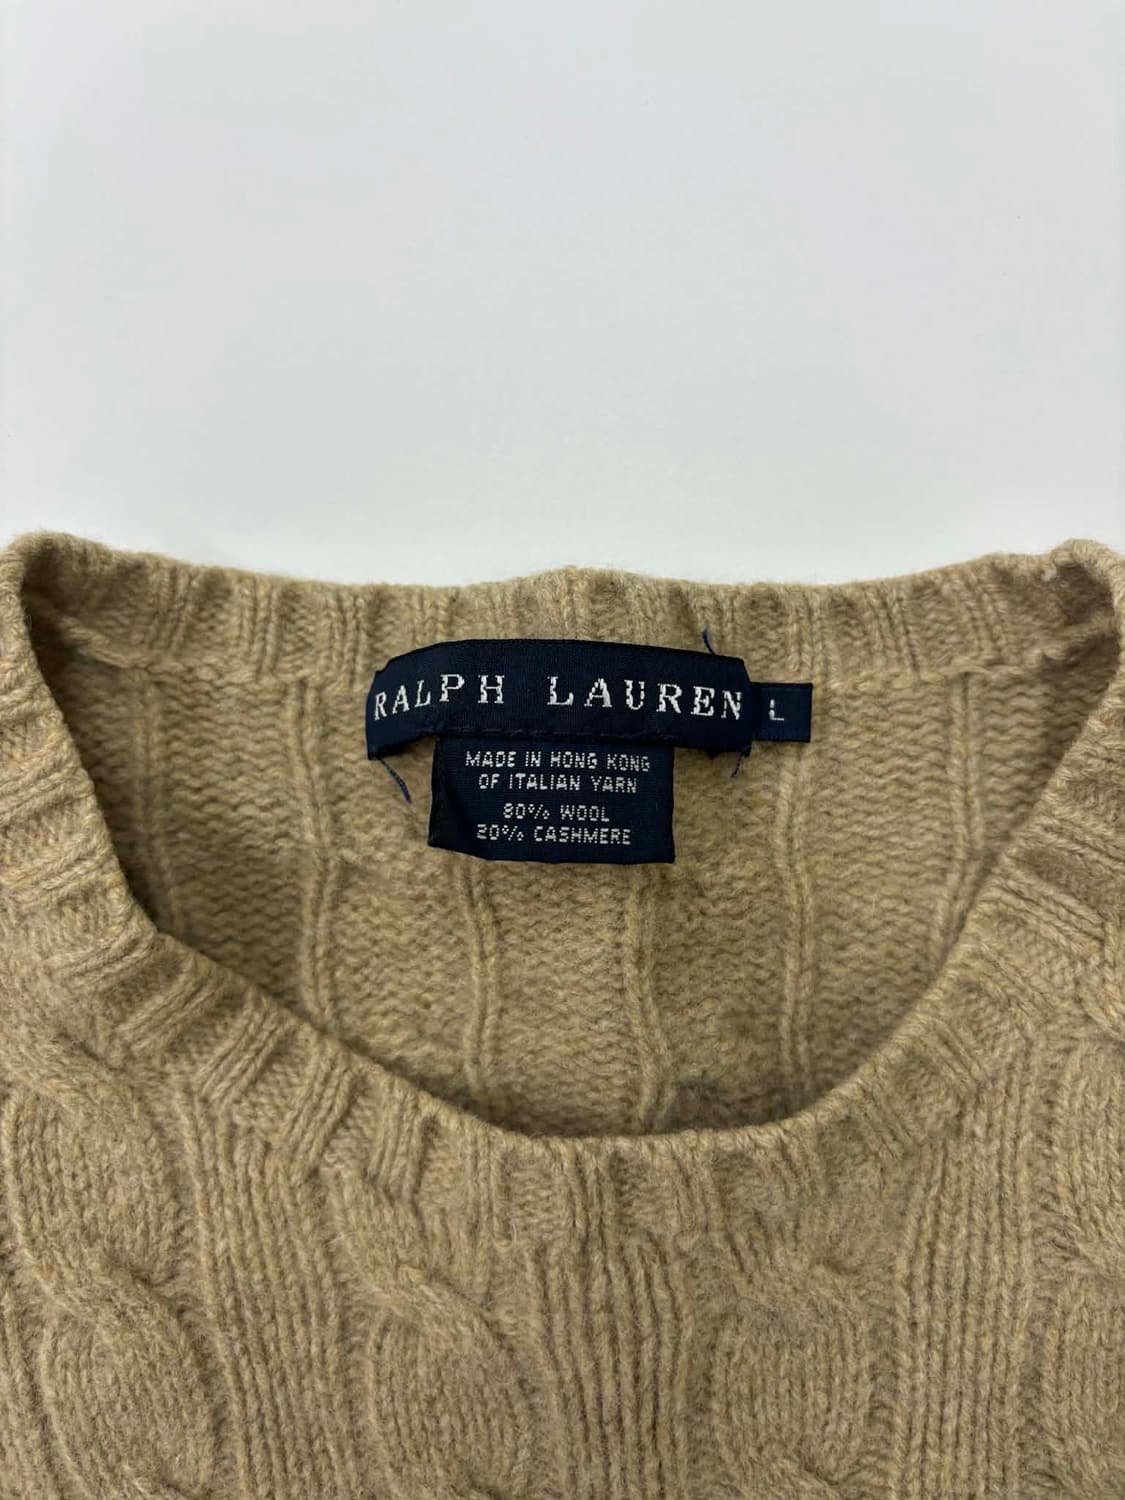 RALPH LAUREN
L
MADE IN HONG KONG
OF ITALIAN YARN
80% WOOL
20% CASHMERE